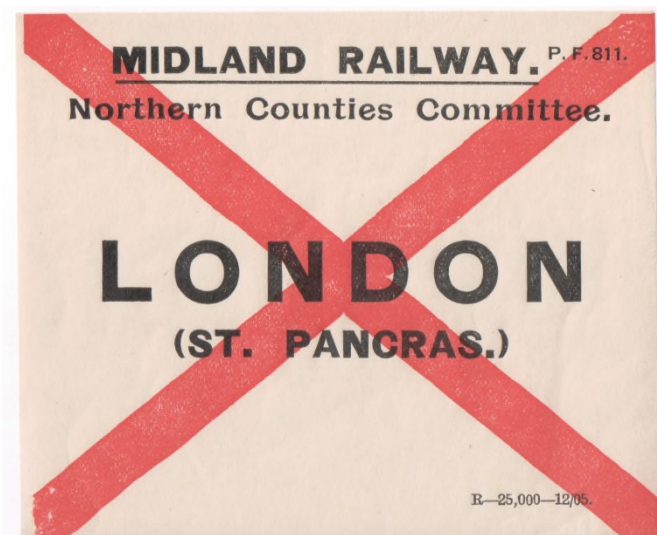 MIDLAND RAILWAY. P.F.811.
Northern Counties Committee.
LONDON
(ST. PANCRAS.)
R—25,000—12/05.